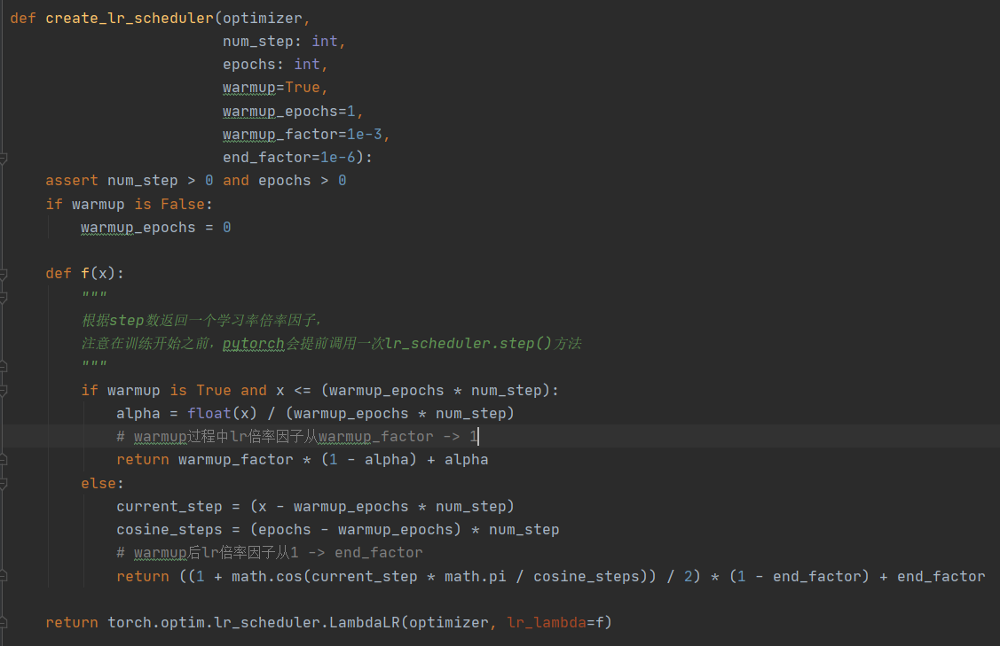 def create_lr_scheduler(optimizer,
                        num_step: int,
                        epochs: int,
                        warmup=True,
                        warmup_epochs=1,
                        warmup_factor=1e-3,
                        end_factor=1e-6):
    assert num_step > 0 and epochs > 0
    if warmup is False:
        warmup_epochs = 0

    def f(x):
        """
        根据step数返回一个学习率倍率因子，
        注意在训练开始之前，pytorch会提前调用一次lr_scheduler.step()方法
        """
        if warmup is True and x <= (warmup_epochs * num_step):
            alpha = float(x) / (warmup_epochs * num_step)
            # warmup过程中lr倍率因子从warmup_factor -> 1
            return warmup_factor * (1 - alpha) + alpha
        else:
            current_step = (x - warmup_epochs * num_step)
            cosine_steps = (epochs - warmup_epochs) * num_step
            # warmup后lr倍率因子从1 -> end_factor
            return ((1 + math.cos(current_step * math.pi / cosine_steps)) / 2) * (1 - end_factor) + end_factor

    return torch.optim.lr_scheduler.LambdaLR(optimizer, lr_lambda=f)